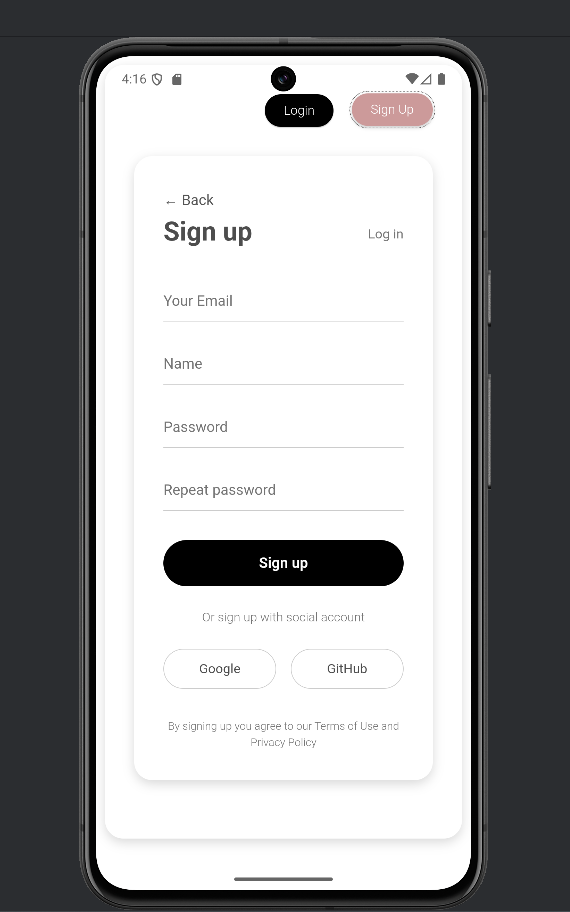 4:16
Login
Sign Up
← Back
Sign up
Log in
Your Email
Name
Password
Repeat password
Sign up
Or sign up with social account
Google
GitHub
By signing up you agree to our Terms of Use and
Privacy Policy